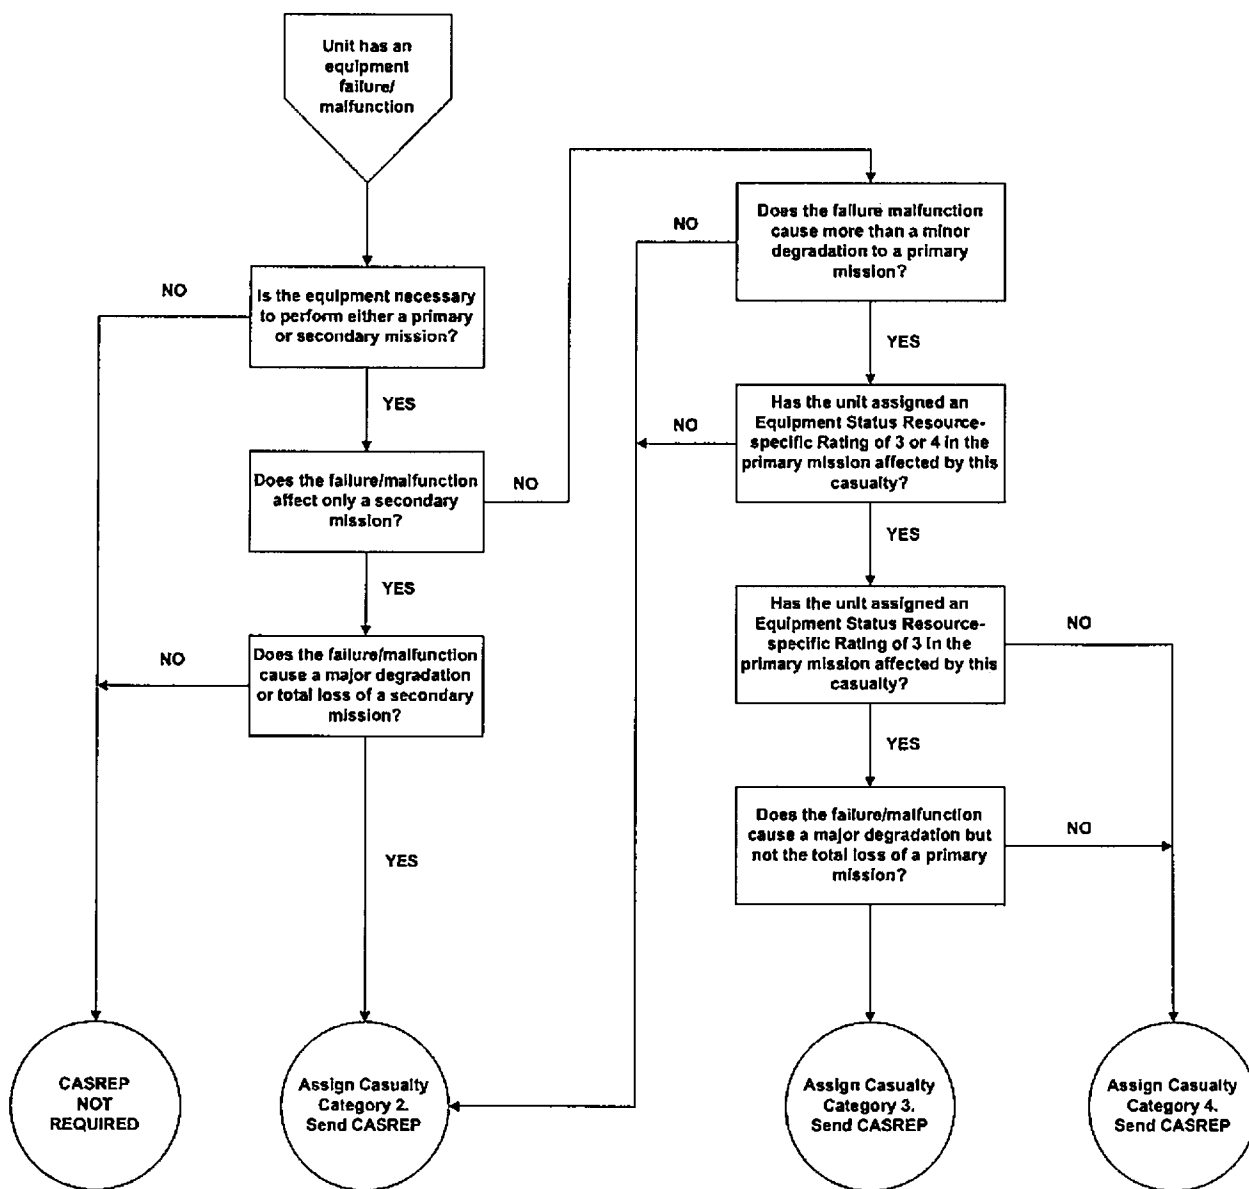 Unit has an
equipment
failure/
malfunction
NO
Is the equipment necessary
to perform either a primary
or secondary mission?
YES
Does the failure/malfunction
affect only a secondary
mission?
NO
YES
Does the failure/malfunction
cause a major degradation
or total loss of a secondary
mission?
NO
YES
Does the failure malfunction
cause more than a minor
degradation to a primary
mission?
NO
YES
Has the unit assigned an
Equipment Status Resource-
specific Rating of 3 or 4 in the
primary mission affected by this
casualty?
NO
YES
Has the unit assigned an
Equipment Status Resource-
specific Rating of 3 in the
primary mission affected by this
casualty?
NO
YES
Does the failure/malfunction
cause a major degradation but
not the total loss of a primary
mission?
NO
CASREP
NOT
REQUIRED
Assign Casualty
Category 2.
Send CASREP
Assign Casualty
Category 3.
Send CASREP
Assign Casualty
Category 4.
Send CASREP